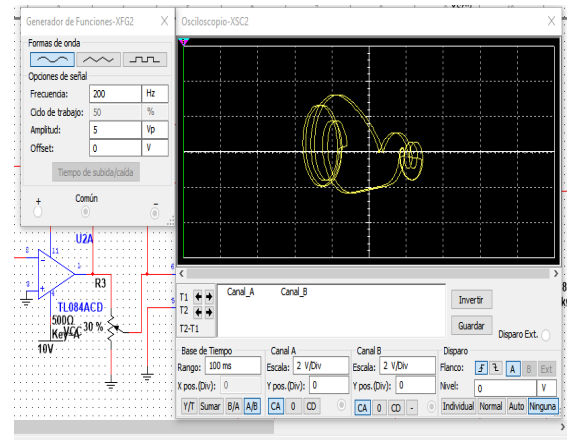 Generador de Funciones-XFG2
Formas de onda
Opciones de señal
Frecuencia: 200 Hz
Ciclo de trabajo: 50 %
Amplitud: 5 Vp
Offset: 0 V
Tiempo de subida/caída
+ Común −
Osciloscopio-XSC2
U2A
11
1
3
4
TL084ACD
R3
500Ω
Key=A
30 %
VCC
10V
T1
T2
T2-T1
Canal_A Canal_B
Invertir
Guardar
Disparo Ext.
Base de Tiempo
Rango: 100 ms
X pos.(Div): 0
Y/T Sumar B/A A/B
Canal A
Escala: 2 V/Div
Y pos.(Div): 0
CA 0 CD
Canal B
Escala: 2 V/Div
Y pos.(Div): 0
CA 0 CD -
Disparo
Flanco: A B Ext
Nivel: 0 V
Individual Normal Auto Ninguna